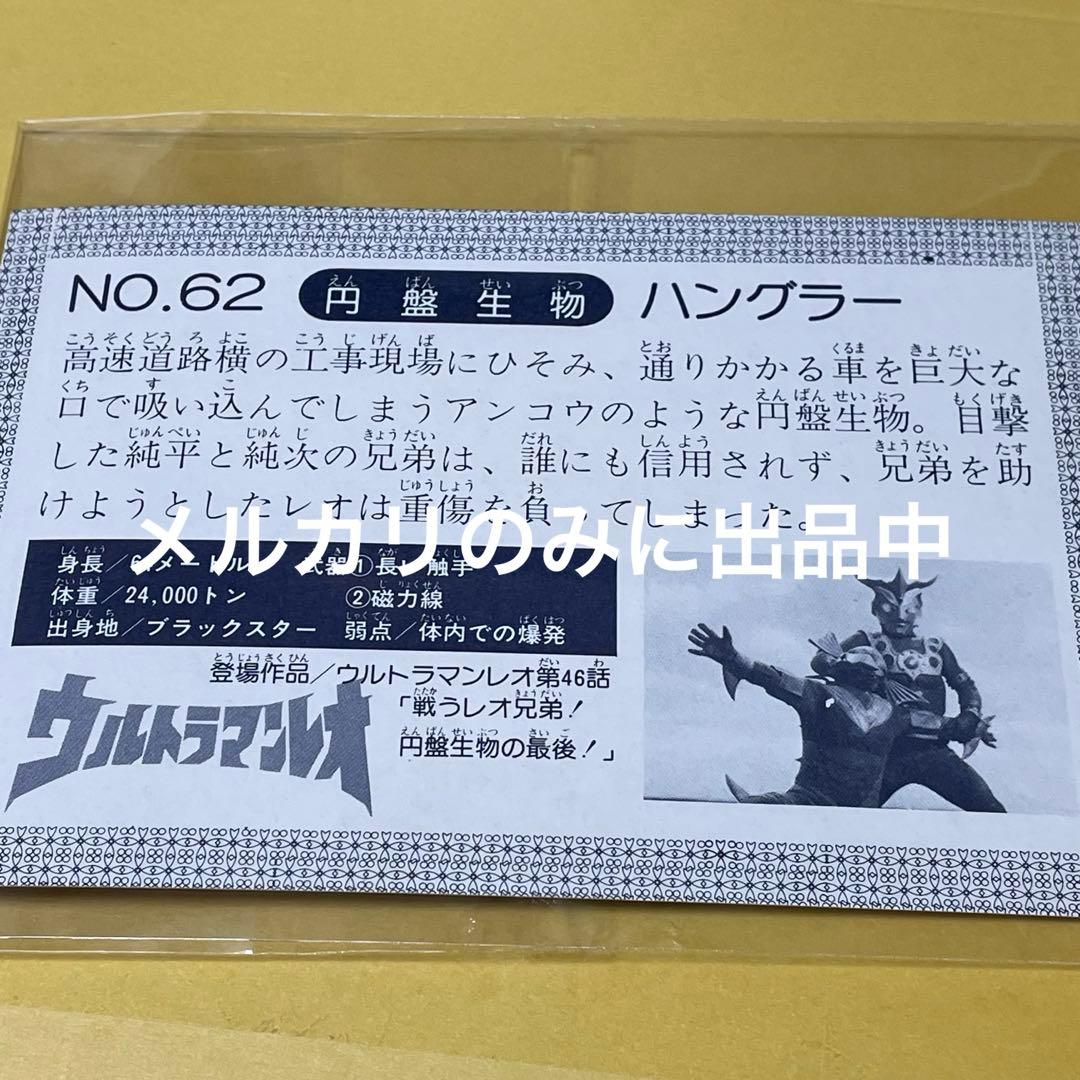 NO.62 円盤生物 ハングラー
高速道路横の工事現場にひそみ、通りかかる車を巨大な
口で吸い込んでしまうアンコウのような円盤生物。目撃
した純平と純次の兄弟は、誰にも信用されず、兄弟を助
けようとしたレオは重傷を負ってしまった。
メルカリのみに出品中
身長/ メートル 武器①長い触手
体重/24,000トン ②磁力線
出身地/ブラックスター 弱点/体内での爆発
登場作品/ウルトラマンレオ第46話
「戦うレオ兄弟!
円盤生物の最後!」
ウルトラマンレオ